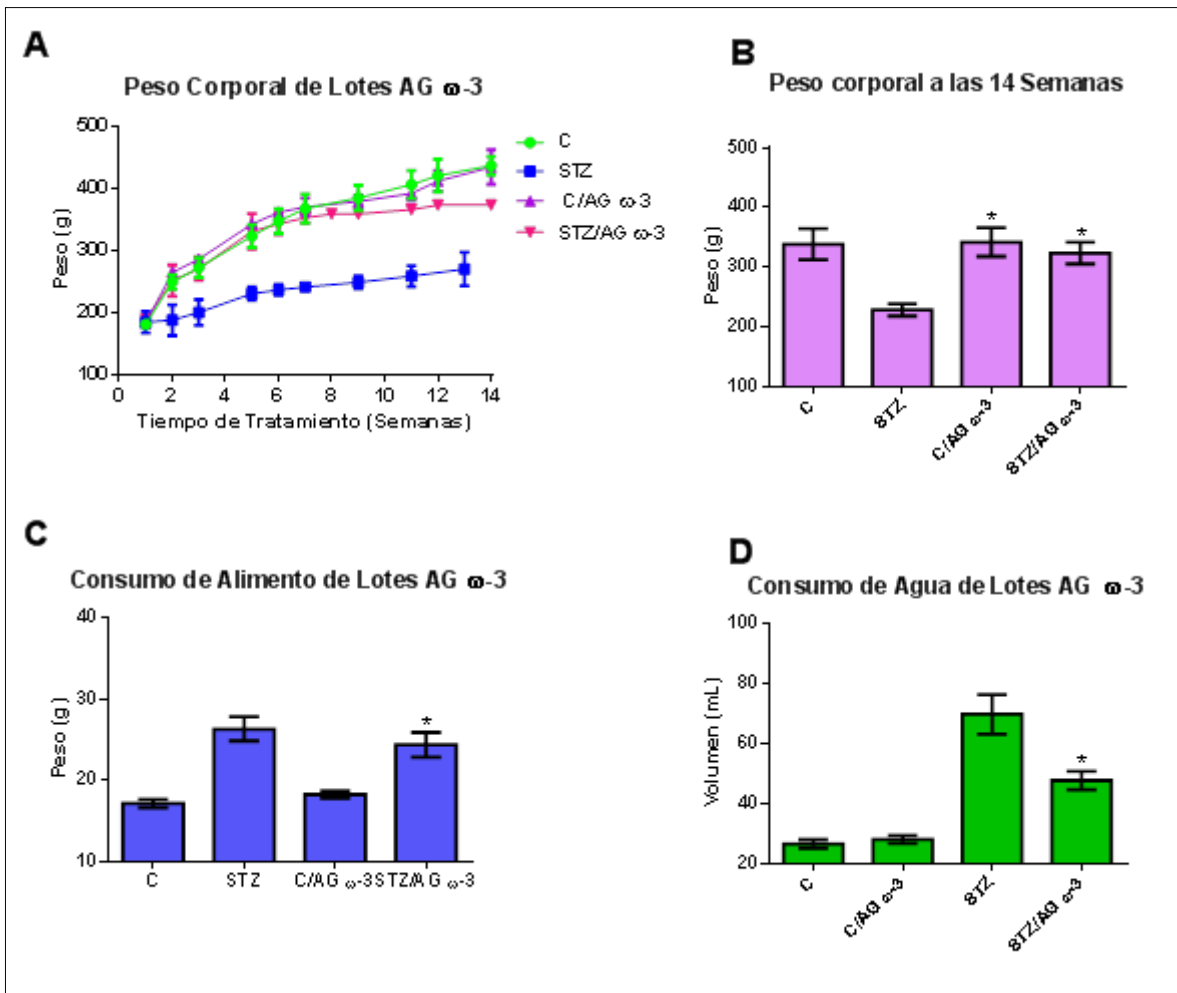 A
Peso Corporal de Lotes AG ω-3
500
400
300
200
100
Peso (g)
0 2 4 6 8 10 12 14
Tiempo de Tratamiento (Semanas)
C
STZ
C/AG ω-3
STZ/AG ω-3
B
Peso corporal a las 14 Semanas
500
400
300
200
100
Peso (g)
* *
C STZ C/AG ω-3 STZ/AG ω-3
C
Consumo de Alimento de Lotes AG ω-3
40
30
20
10
Peso (g)
*
C STZ C/AG ω-3 STZ/AG ω-3
D
Consumo de Agua de Lotes AG ω-3
100
80
60
40
20
Volumen (mL)
*
C C/AG ω-3 STZ STZ/AG ω-3